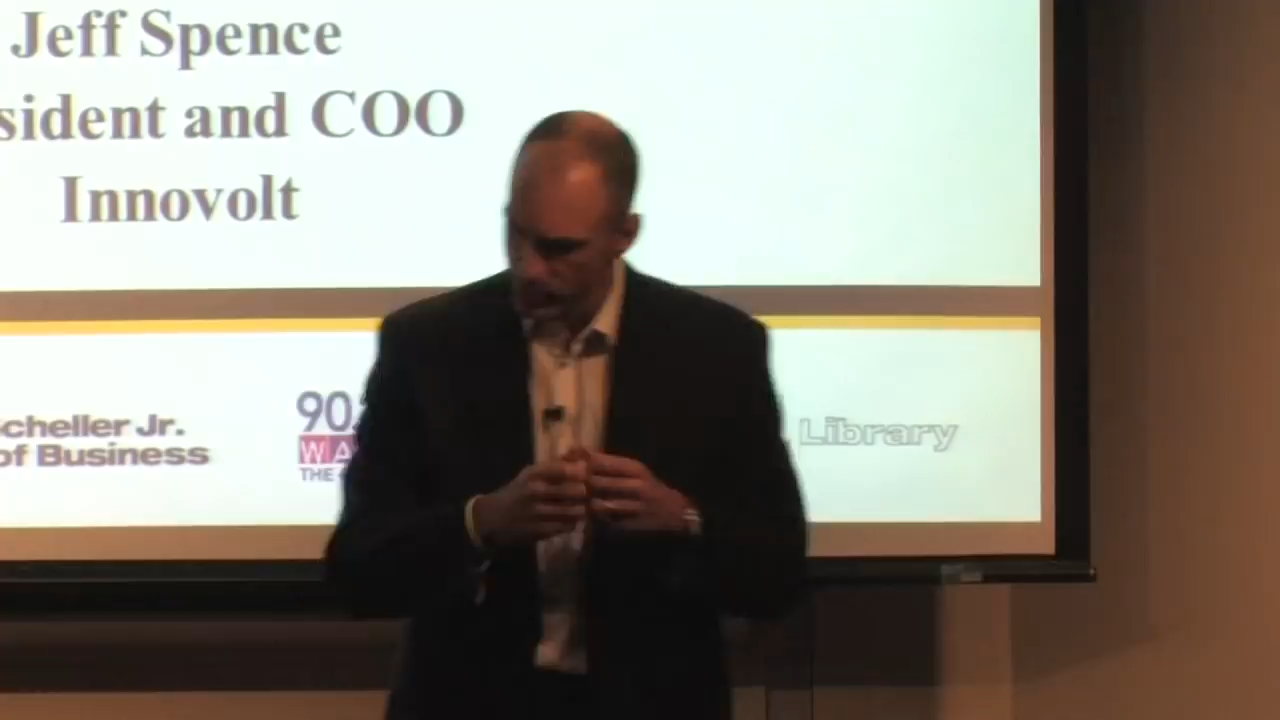 Jeff Spence
sident and COO
Innovolt
cheller Jr.
of Business
90.
WA
THE
Library